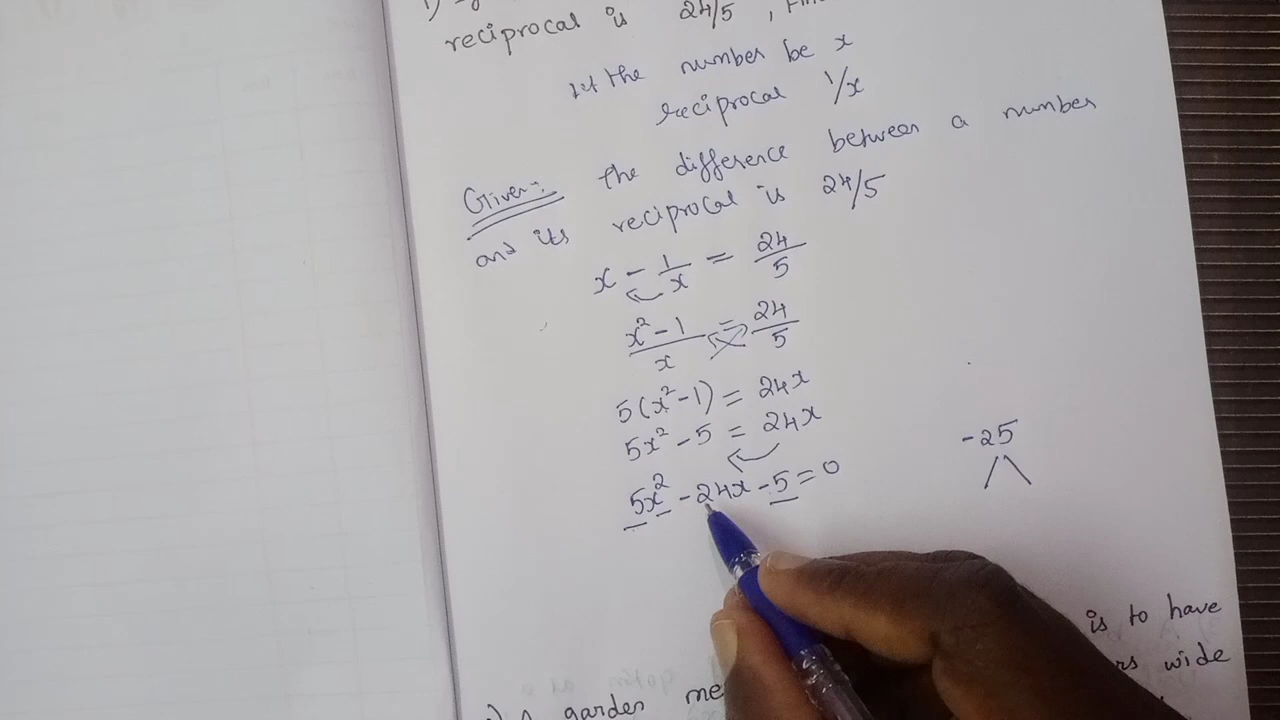 reciprocal is 24/5 ,
Let the number be x
reciprocal 1/x
Given:- the difference between a number
and its reciprocal is 24/5
x - 1/x = 24/5
x² - 1/x = 24/5
5(x² - 1) = 24x
5x² - 5 = 24x
5x² - 24x - 5 = 0
-25
is to have
wide
garden